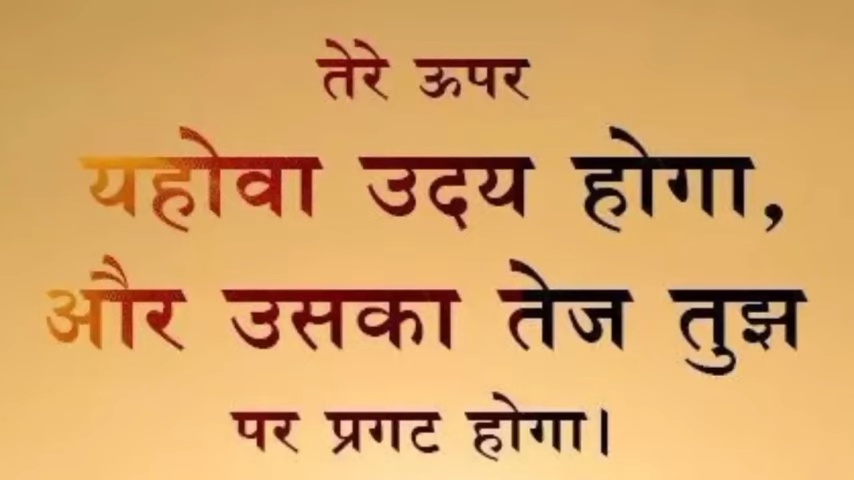 तेरे ऊपर
यहोवा उदय होगा,
और उसका तेज तुझ
पर प्रगट होगा।